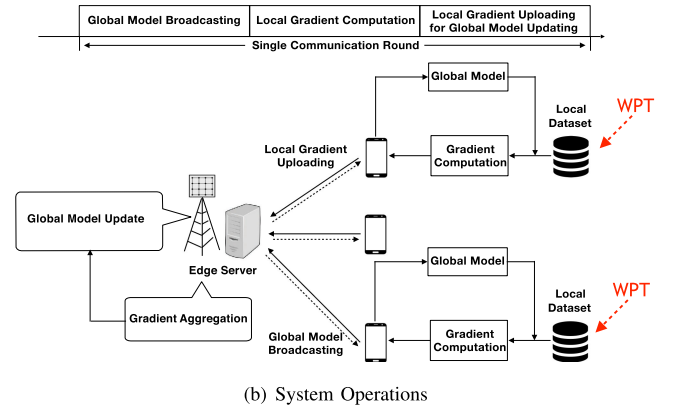 Global Model Broadcasting
Local Gradient Computation
Local Gradient Uploading
for Global Model Updating
Single Communication Round
Global Model
Local
Dataset
WPT
Local Gradient
Uploading
Gradient
Computation
Global Model Update
Edge Server
Gradient Aggregation
Global Model
Broadcasting
Global Model
Local
Dataset
WPT
Gradient
Computation
(b) System Operations